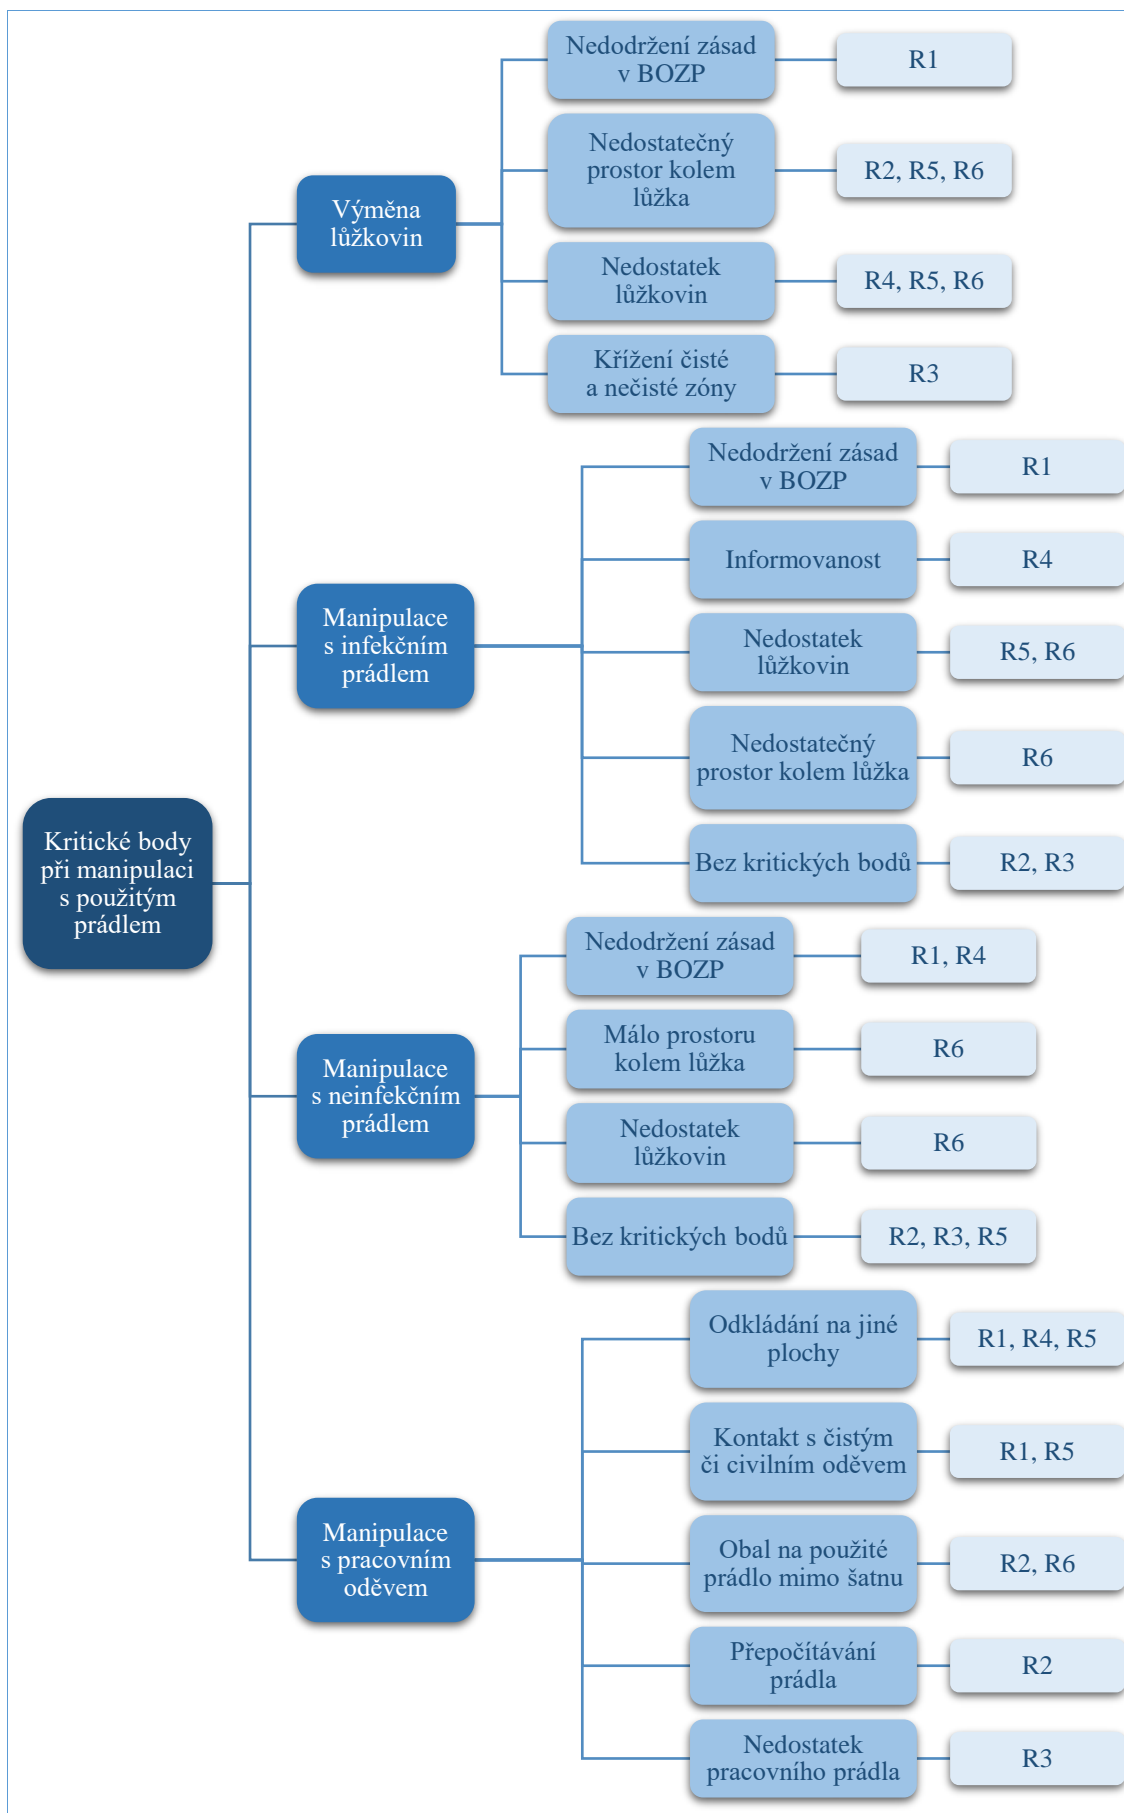 Kritické body
při manipulaci
s použitým
prádlem
Výměna
lůžkovin
Nedodržení zásad
v BOZP
R1
Nedostatečný
prostor kolem
lůžka
R2, R5, R6
Nedostatek
lůžkovin
R4, R5, R6
Křížení čisté
a nečisté zóny
R3
Manipulace
s infekčním
prádlem
Nedodržení zásad
v BOZP
R1
Informovanost
R4
Nedostatek
lůžkovin
R5, R6
Nedostatečný
prostor kolem lůžka
R6
Bez kritických bodů
R2, R3
Manipulace
s neinfekčním
prádlem
Nedodržení zásad
v BOZP
R1, R4
Málo prostoru
kolem lůžka
R6
Nedostatek
lůžkovin
R6
Bez kritických bodů
R2, R3, R5
Manipulace
s pracovním
oděvem
Odkládání na jiné
plochy
R1, R4, R5
Kontakt s čistým
či civilním oděvem
R1, R5
Obal na použité
prádlo mimo šatnu
R2, R6
Přepočítávání
prádla
R2
Nedostatek
pracovního prádla
R3